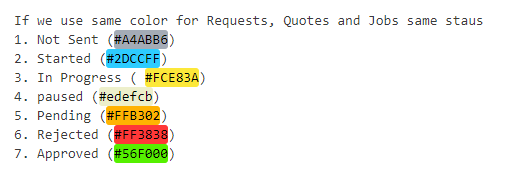 If we use same color for Requests, Quotes and Jobs same staus
1. Not Sent (#A4ABB6)
2. Started (#2DCCFF)
3. In Progress ( #FCE83A)
4. paused (#edefcb)
5. Pending (#FFB302)
6. Rejected (#FF3838)
7. Approved (#56F000)